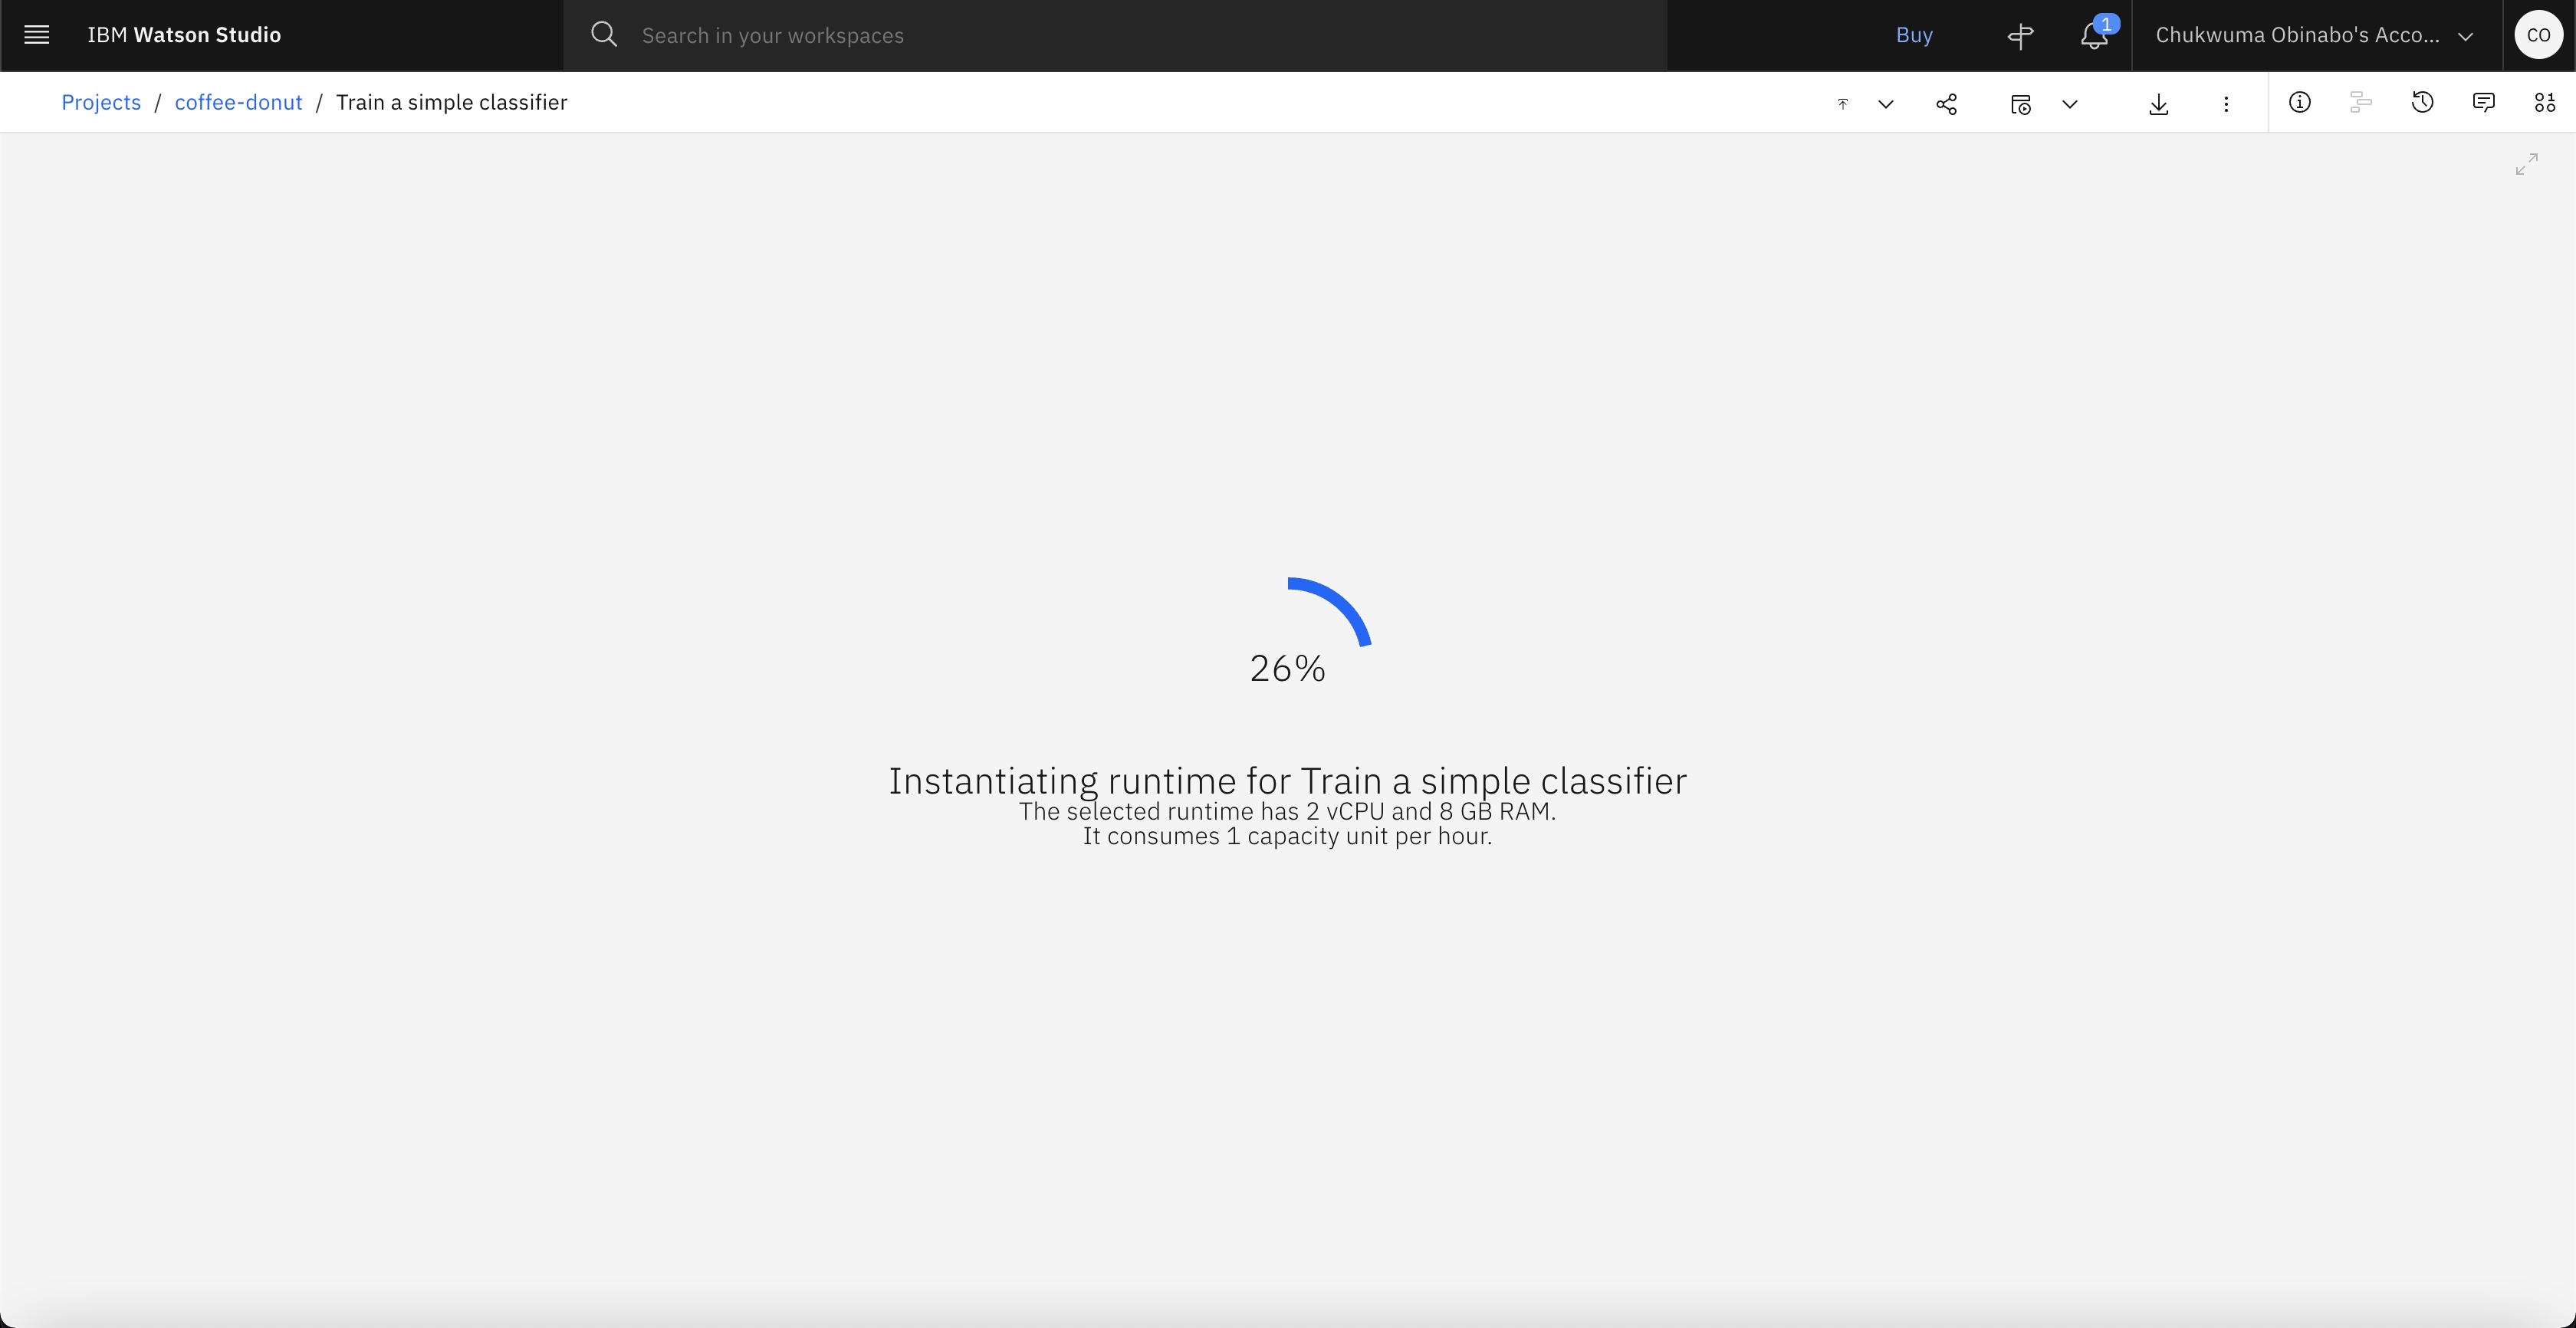 IBM Watson Studio
Search in your workspaces
Buy
1
Chukwuma Obinabo's Acco...
CO
Projects / coffee-donut / Train a simple classifier
26%
Instantiating runtime for Train a simple classifier
The selected runtime has 2 vCPU and 8 GB RAM.
It consumes 1 capacity unit per hour.